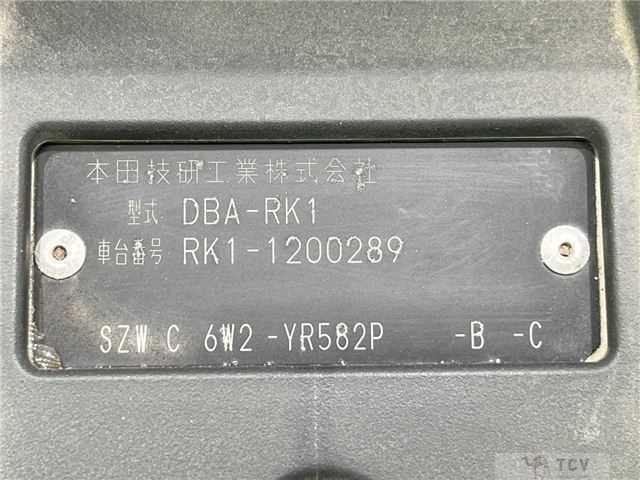 本田技研工業株式会社
型式 DBA-RK1
車台番号 RK1-1200289
SZW C 6W2 -YR582P -B -C
TCV